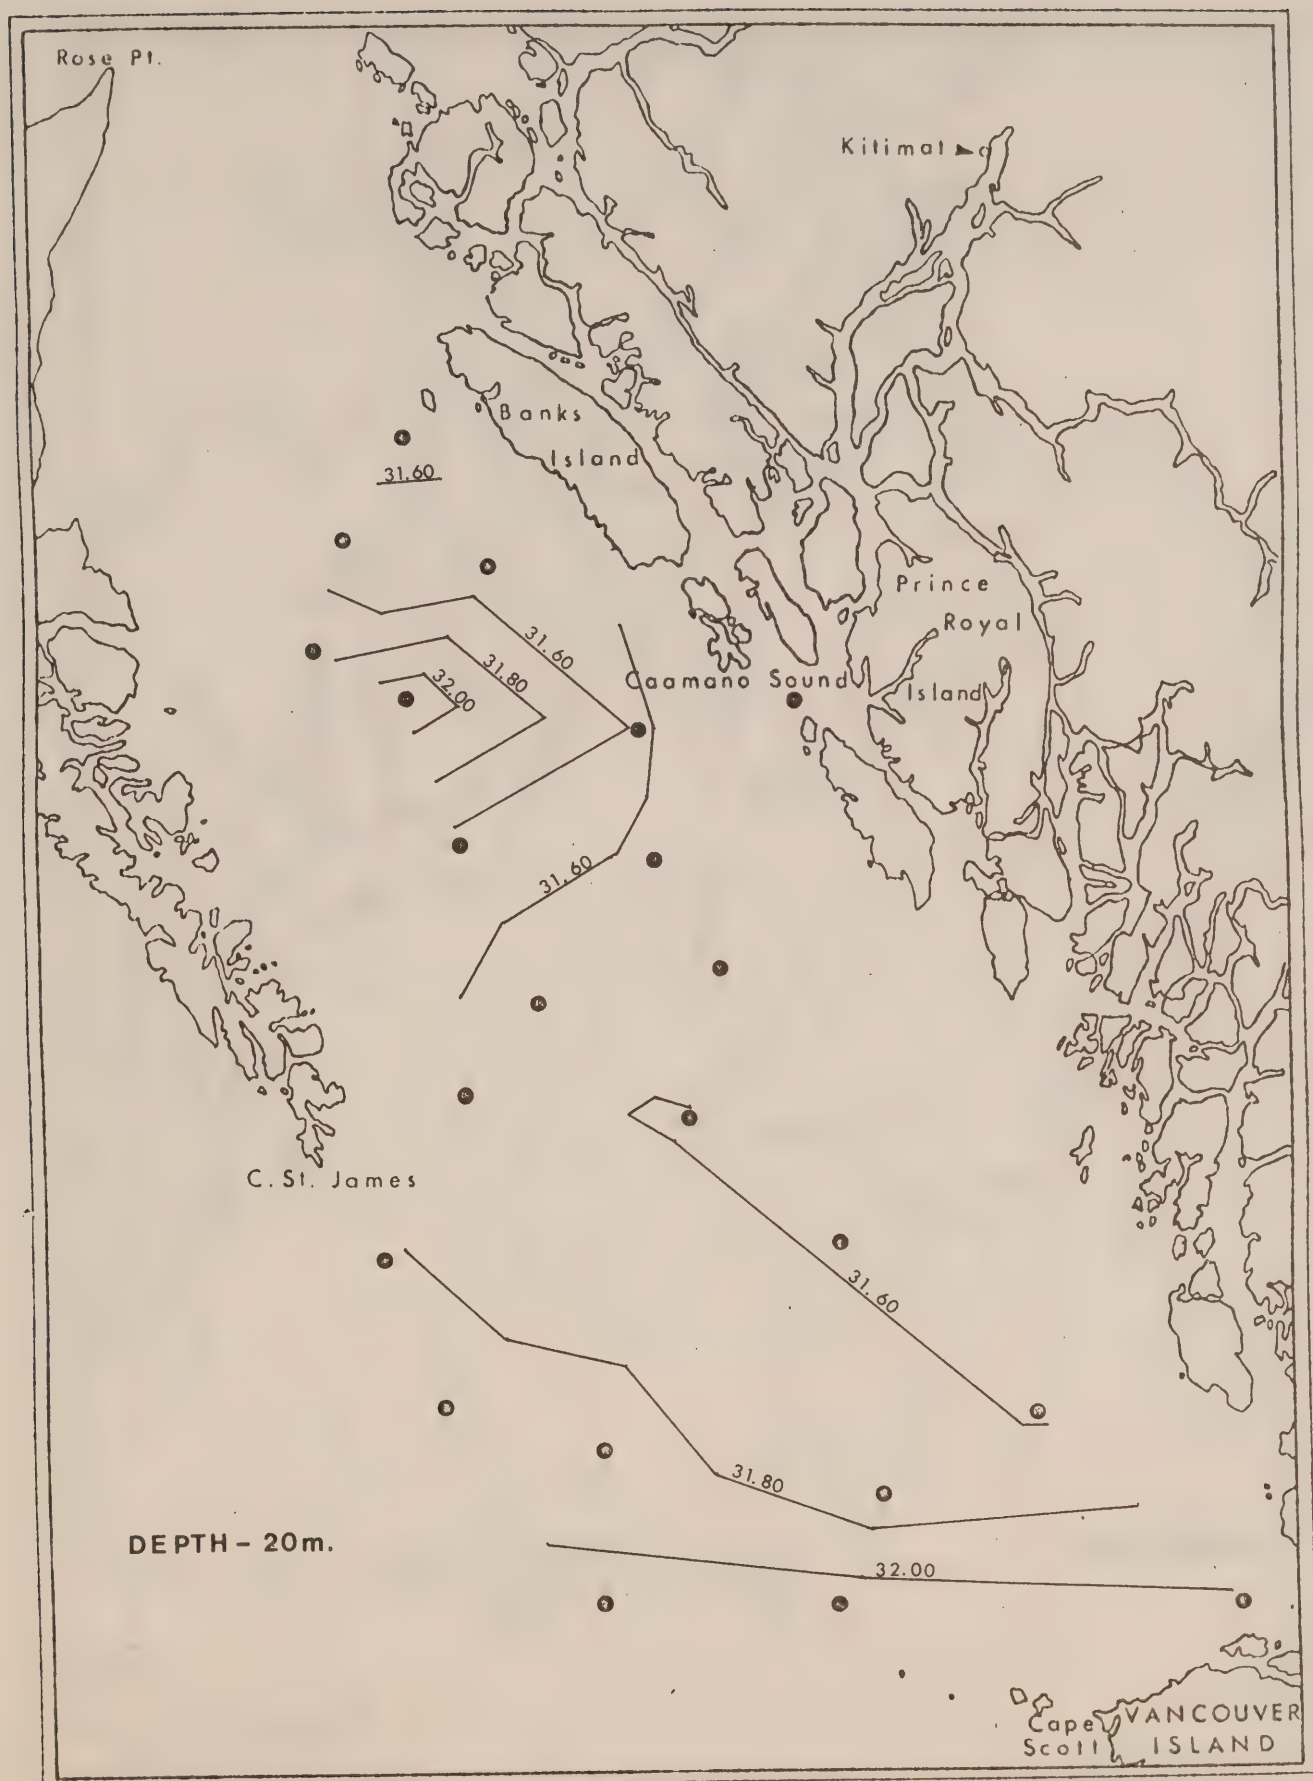 Rose Pt.
Kitimat
Banks
Island
31.60
Prince
Royal
Island
31.60
31.80
32.00
Caamano Sound
31.60
C. St. James
31.60
31.80
DEPTH - 20m.
32.00
Cape
Scott
VANCOUVER
ISLAND